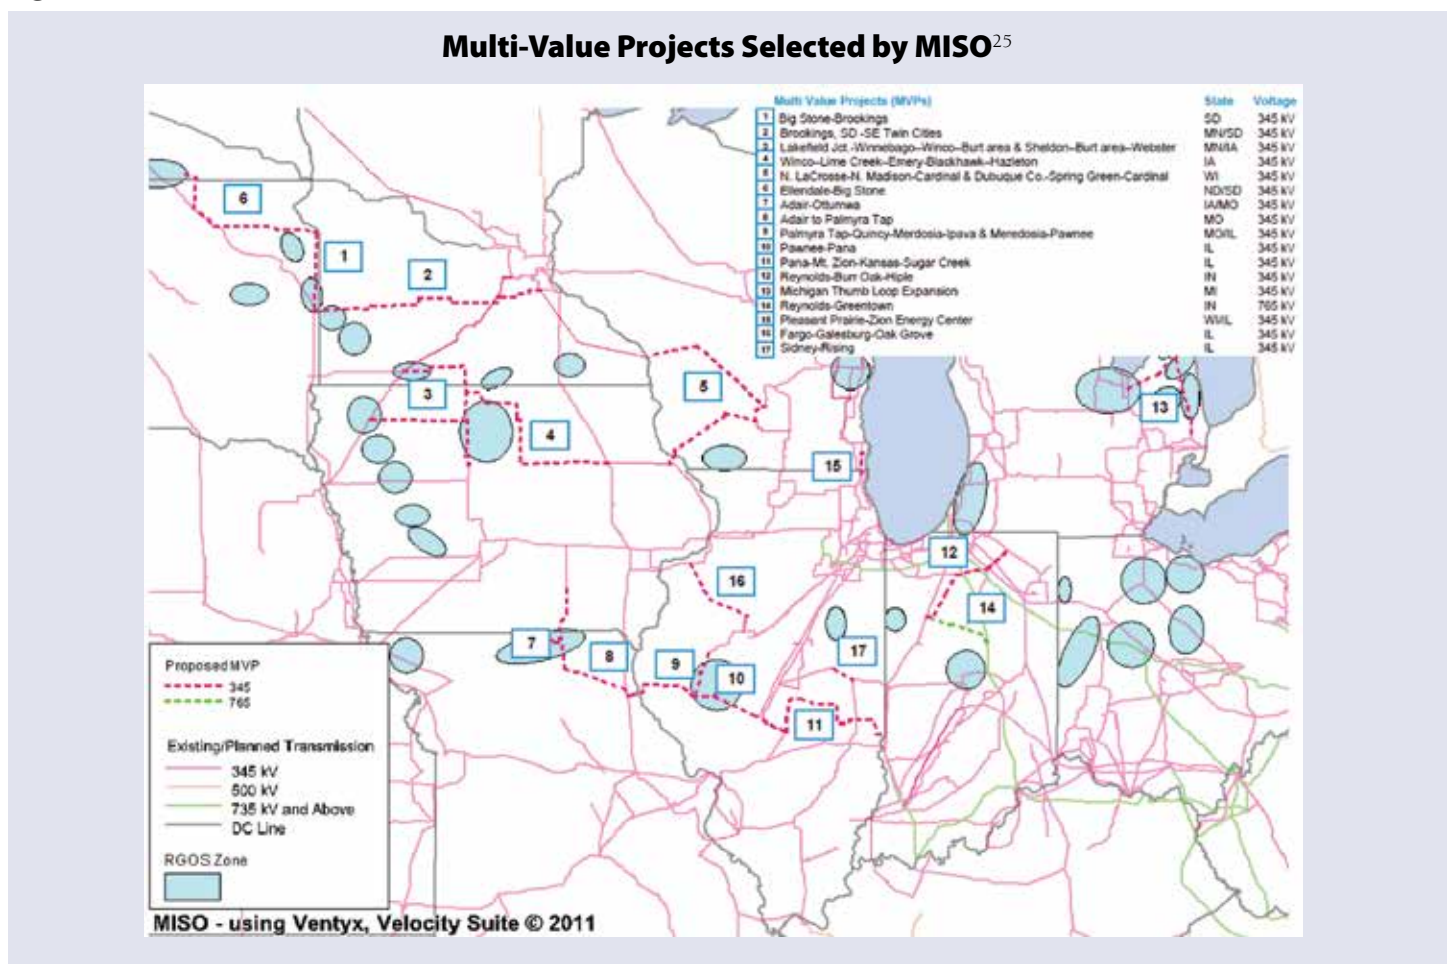 Multi-Value Projects Selected by MISO25
Multi Value Projects (MVPs) State Voltage
1 Big Stone-Brookings SD 345 kV
2 Brookings, SD -SE Twin Cities MN/SD 345 kV
3 Lakefield Jct.-Winnebago-Winco-Burt area & Sheldon-Burt area-Webster MN/IA 345 kV
4 Winco-Lime Creek-Emery-Blackhawk-Hazleton IA 345 kV
5 N. LaCrosse-N. Madison-Cardinal & Dubuque Co.-Spring Green-Cardinal WI 345 kV
6 Ellendale-Big Stone ND/SD 345 kV
7 Adair-Ottumwa IA/MO 345 kV
8 Adair to Palmyra Tap MO 345 kV
9 Palmyra Tap-Quincy-Merdosia-Ipava & Meredosia-Pawnee MO/IL 345 kV
10 Pawnee-Pana IL 345 kV
11 Pana-Mt. Zion-Kansas-Sugar Creek IL 345 kV
12 Reynolds-Burr Oak-Hiple IN 345 kV
13 Michigan Thumb Loop Expansion MI 345 kV
14 Reynolds-Greentown IN 765 kV
15 Pleasant Prairie-Zion Energy Center WI/IL 345 kV
16 Fargo-Galesburg-Oak Grove IL 345 kV
17 Sidney-Rising IL 345 kV
6
1
2
5
3
13
4
15
12
16
14
7
8
9
17
10
11
Proposed MVP
345
765
Existing/Planned Transmission
345 kV
500 kV
735 kV and Above
DC Line
RGOS Zone
MISO - using Ventyx, Velocity Suite © 2011